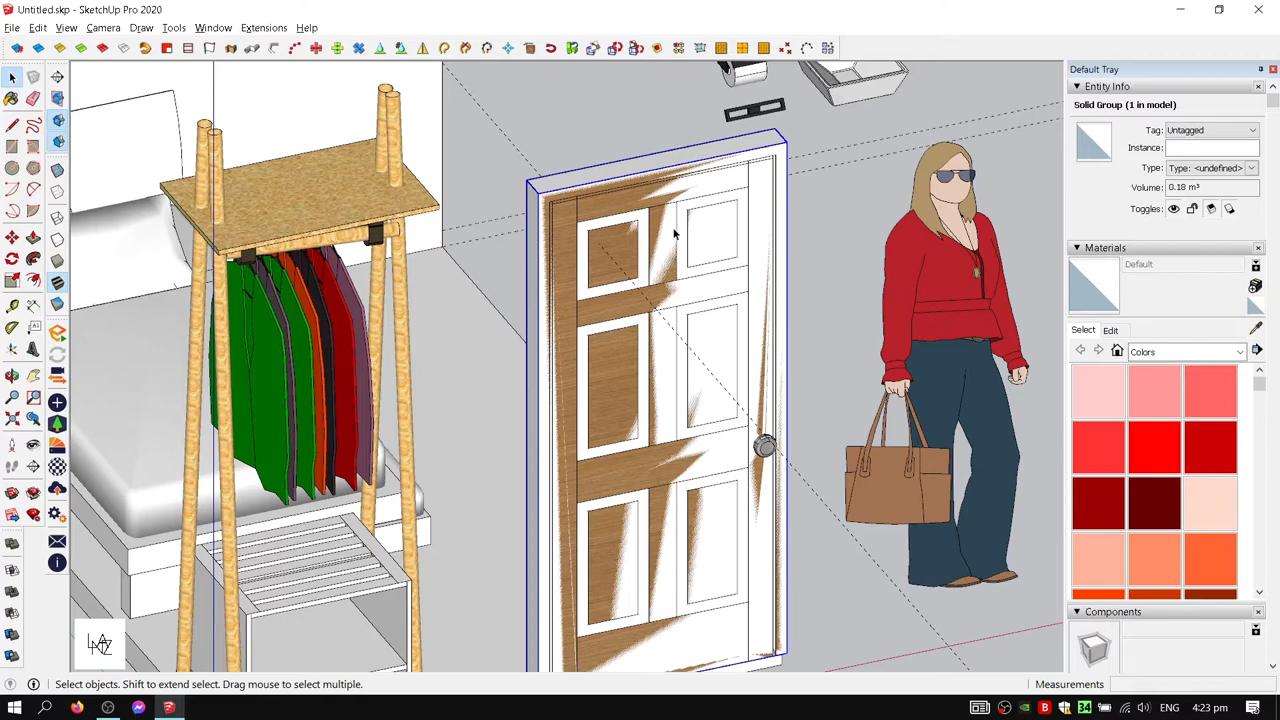 Untitled.skp - SketchUp Pro 2020
File Edit View Camera Draw Tools Window Extensions Help
Default Tray
Entity Info
Solid Group (1 in model)
Tag: Untagged
Instance:
Type: Type: <undefined>
Volume: 0.18 m³
Toggles:
Materials
Default
Select Edit
Colors
Components
Select objects. Shift to extend select. Drag mouse to select multiple.
Measurements
34 ENG 4:23 pm